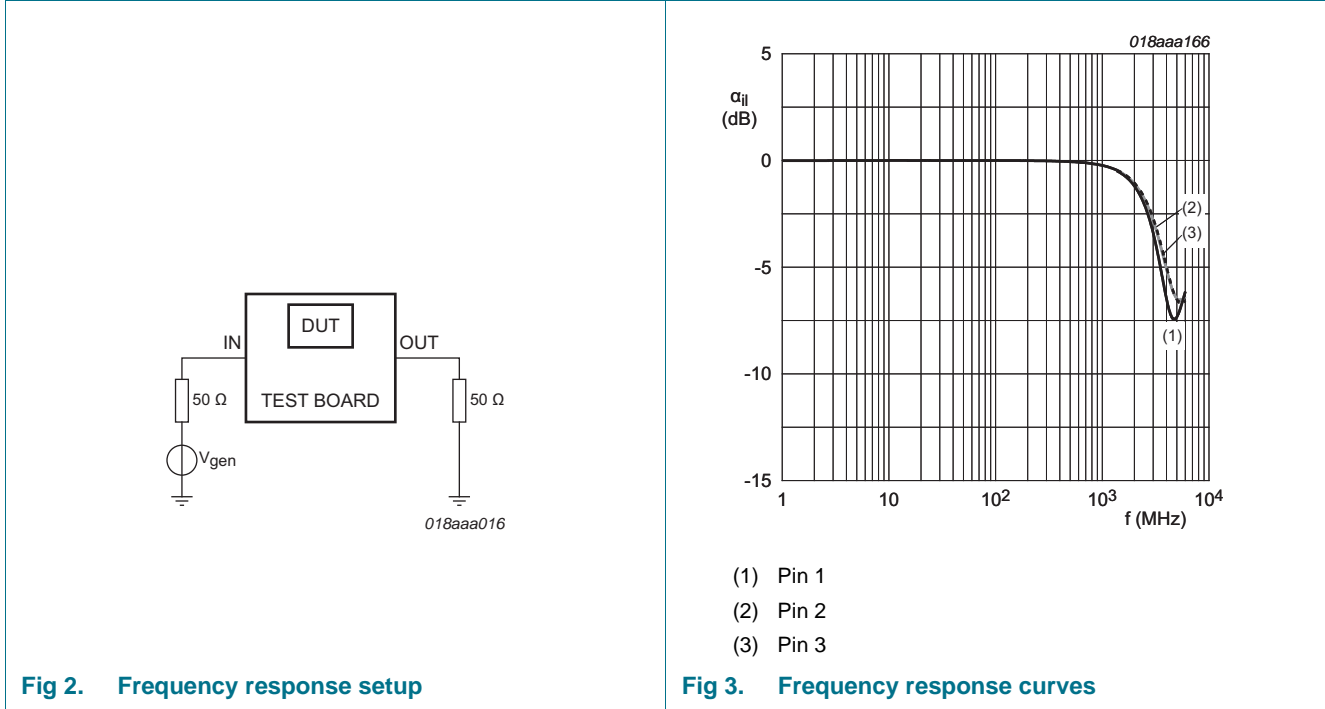 IN
DUT
OUT
50 Ω
TEST BOARD
50 Ω
Vgen
018aaa016
Fig 2. Frequency response setup
018aaa166
5
αil
(dB)
0
(2)
(3)
-5
(1)
-10
-15
1
10
10²
10³
10⁴
f (MHz)
(1) Pin 1
(2) Pin 2
(3) Pin 3
Fig 3. Frequency response curves